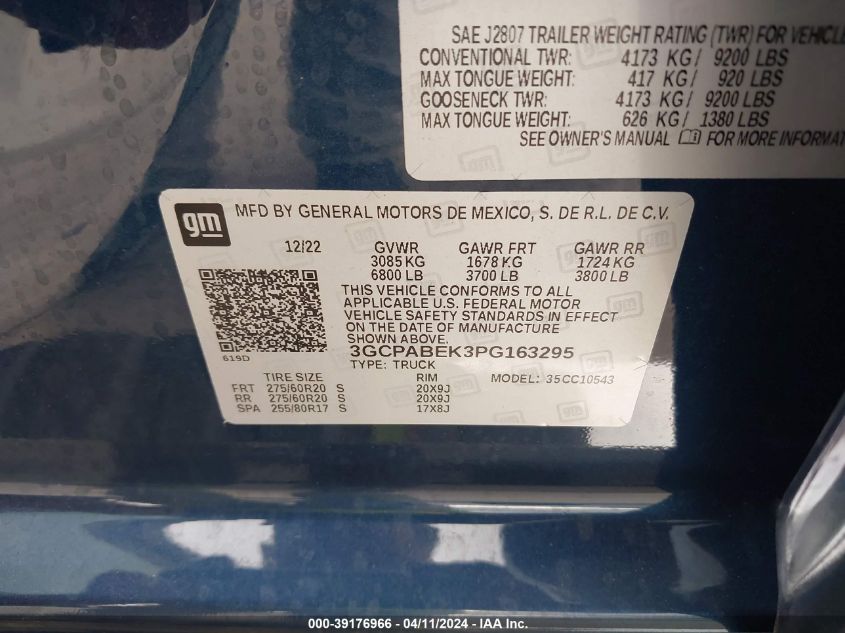 SAE J2807 TRAILER WEIGHT RATING (TWR) FOR VEHICLE
CONVENTIONAL TWR: 4173 KG/ 9200 LBS
MAX TONGUE WEIGHT: 417 KG/ 920 LBS
GOOSENECK TWR: 4173 KG/ 9200 LBS
MAX TONGUE WEIGHT: 626 KG/ 1380 LBS
SEE OWNER'S MANUAL FOR MORE INFORMAT
gm MFD BY GENERAL MOTORS DE MEXICO, S. DE R.L. DE C.V.
12/22 GVWR GAWR FRT GAWR RR
3085 KG 1678 KG 1724 KG
6800 LB 3700 LB 3800 LB
THIS VEHICLE CONFORMS TO ALL
APPLICABLE U.S. FEDERAL MOTOR
VEHICLE SAFETY STANDARDS IN EFFECT
ON THE DATE OF MANUFACTURE
SHOWN ABOVE.
619D 3GCPABEK3PG163295
TYPE: TRUCK MODEL: 35CC10543
TIRE SIZE RIM
FRT 275/60R20 S 20X9J
RR 275/60R20 S 20X9J
SPA 255/80R17 S 17X8J
000-39176966 - 04/11/2024 - IAA Inc.